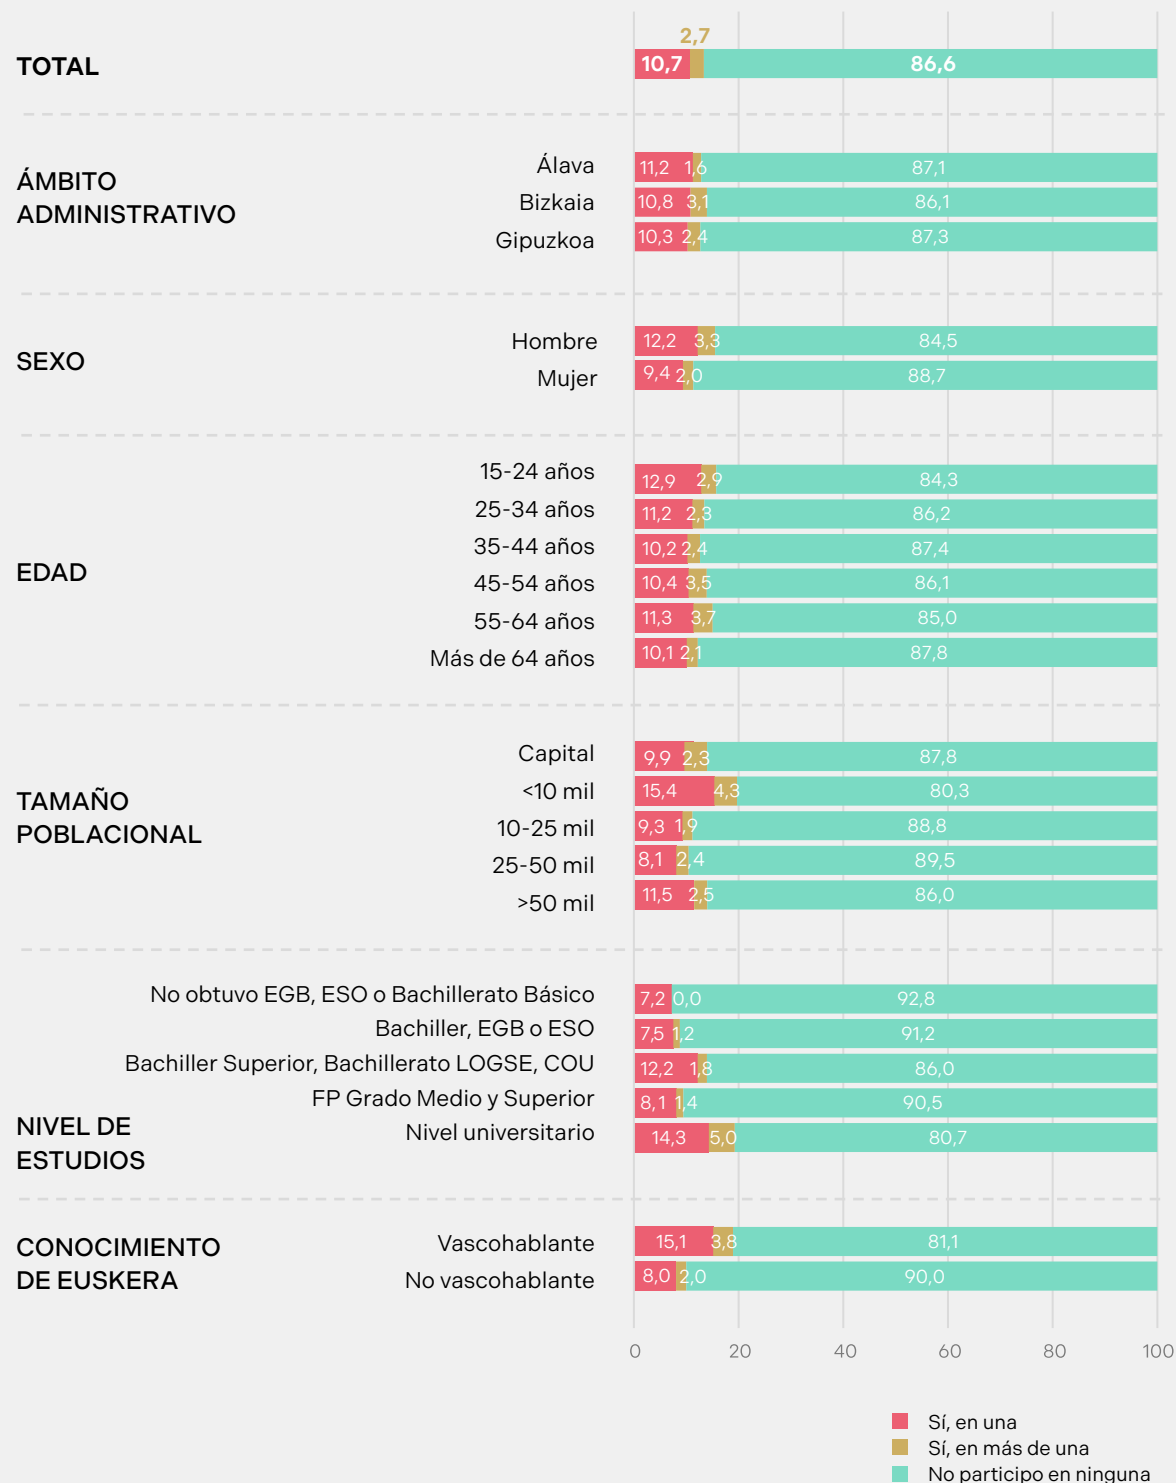 2,7
TOTAL 10,7 86,6
ÁMBITO
ADMINISTRATIVO
Álava 11,2 1,6 87,1
Bizkaia 10,8 3,1 86,1
Gipuzkoa 10,3 2,4 87,3
SEXO
Hombre 12,2 3,3 84,5
Mujer 9,4 2,0 88,7
EDAD
15-24 años 12,9 2,9 84,3
25-34 años 11,2 2,3 86,2
35-44 años 10,2 2,4 87,4
45-54 años 10,4 3,5 86,1
55-64 años 11,3 3,7 85,0
Más de 64 años 10,1 2,1 87,8
TAMAÑO
POBLACIONAL
Capital 9,9 2,3 87,8
<10 mil 15,4 4,3 80,3
10-25 mil 9,3 1,9 88,8
25-50 mil 8,1 2,4 89,5
>50 mil 11,5 2,5 86,0
NIVEL DE
ESTUDIOS
No obtuvo EGB, ESO o Bachillerato Básico 7,2 0,0 92,8
Bachiller, EGB o ESO 7,5 1,2 91,2
Bachiller Superior, Bachillerato LOGSE, COU 12,2 1,8 86,0
FP Grado Medio y Superior 8,1 1,4 90,5
Nivel universitario 14,3 5,0 80,7
CONOCIMIENTO
DE EUSKERA
Vascohablante 15,1 3,8 81,1
No vascohablante 8,0 2,0 90,0
0 20 40 60 80 100
Sí, en una
Sí, en más de una
No participo en ninguna